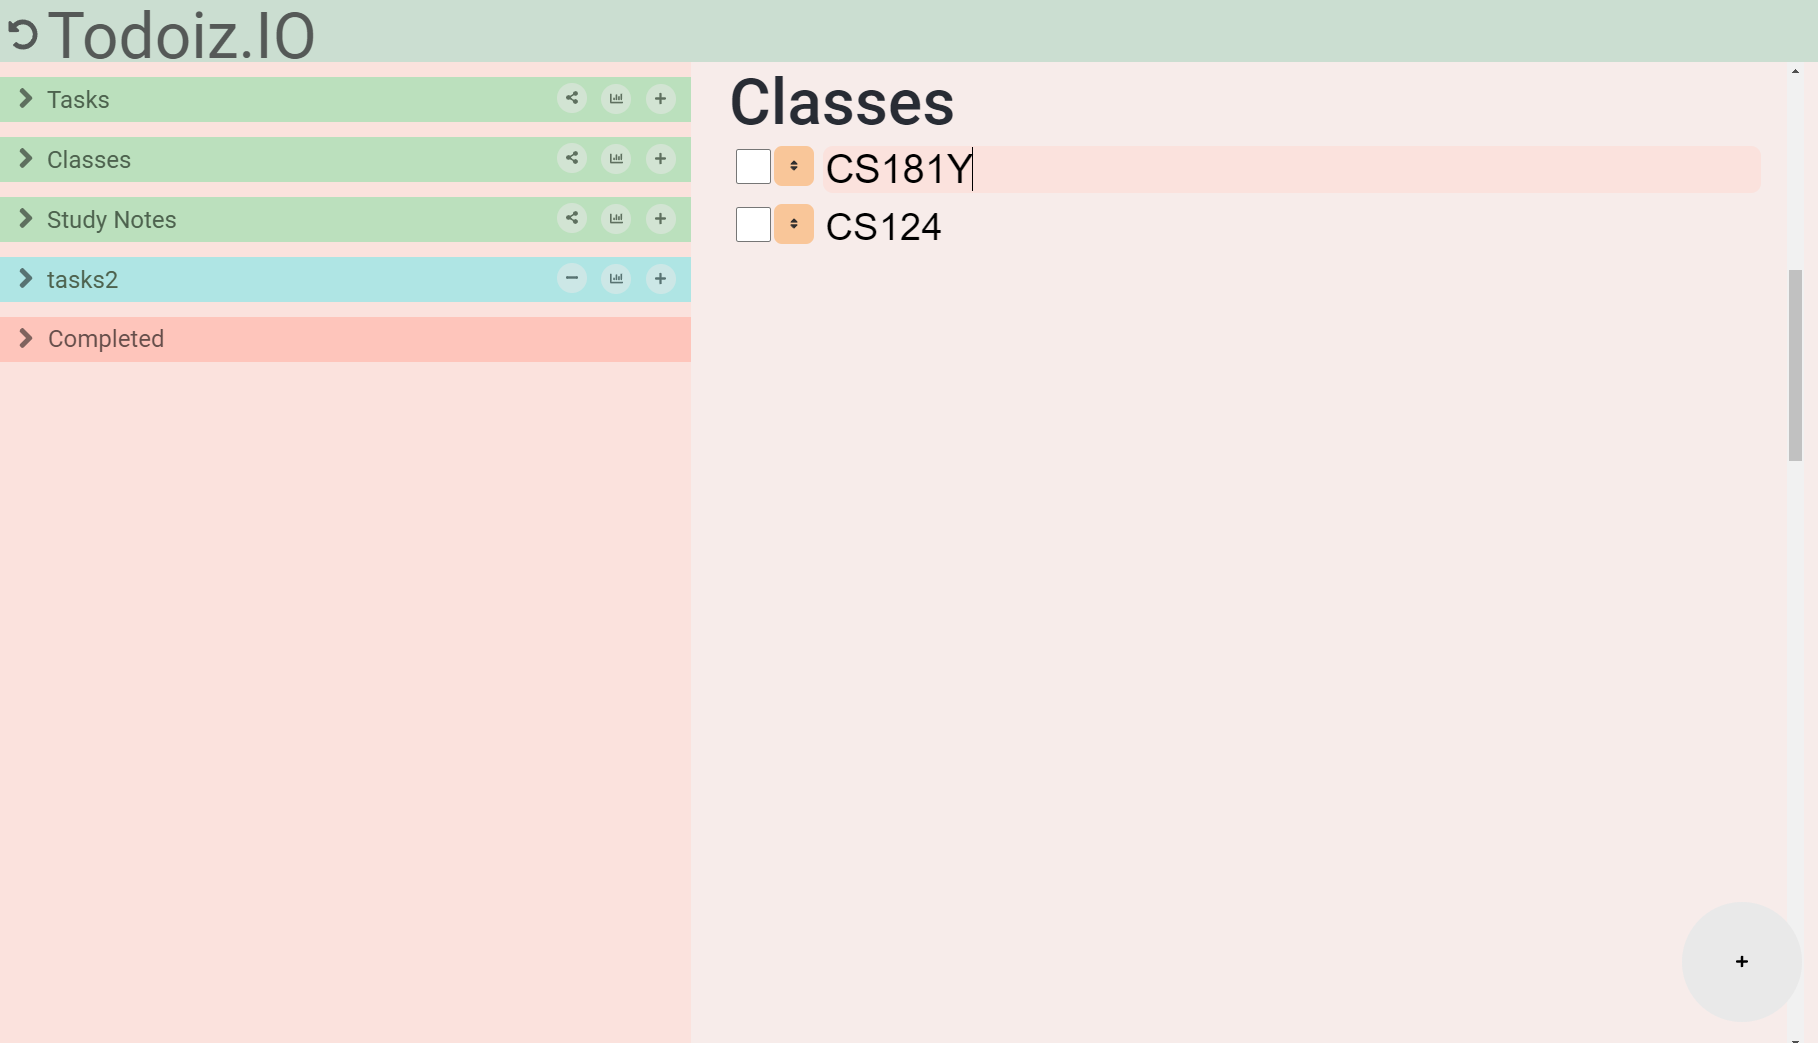 Todoiz.IO
Tasks
Classes
Study Notes
tasks2
Completed
Classes
CS181Y
CS124